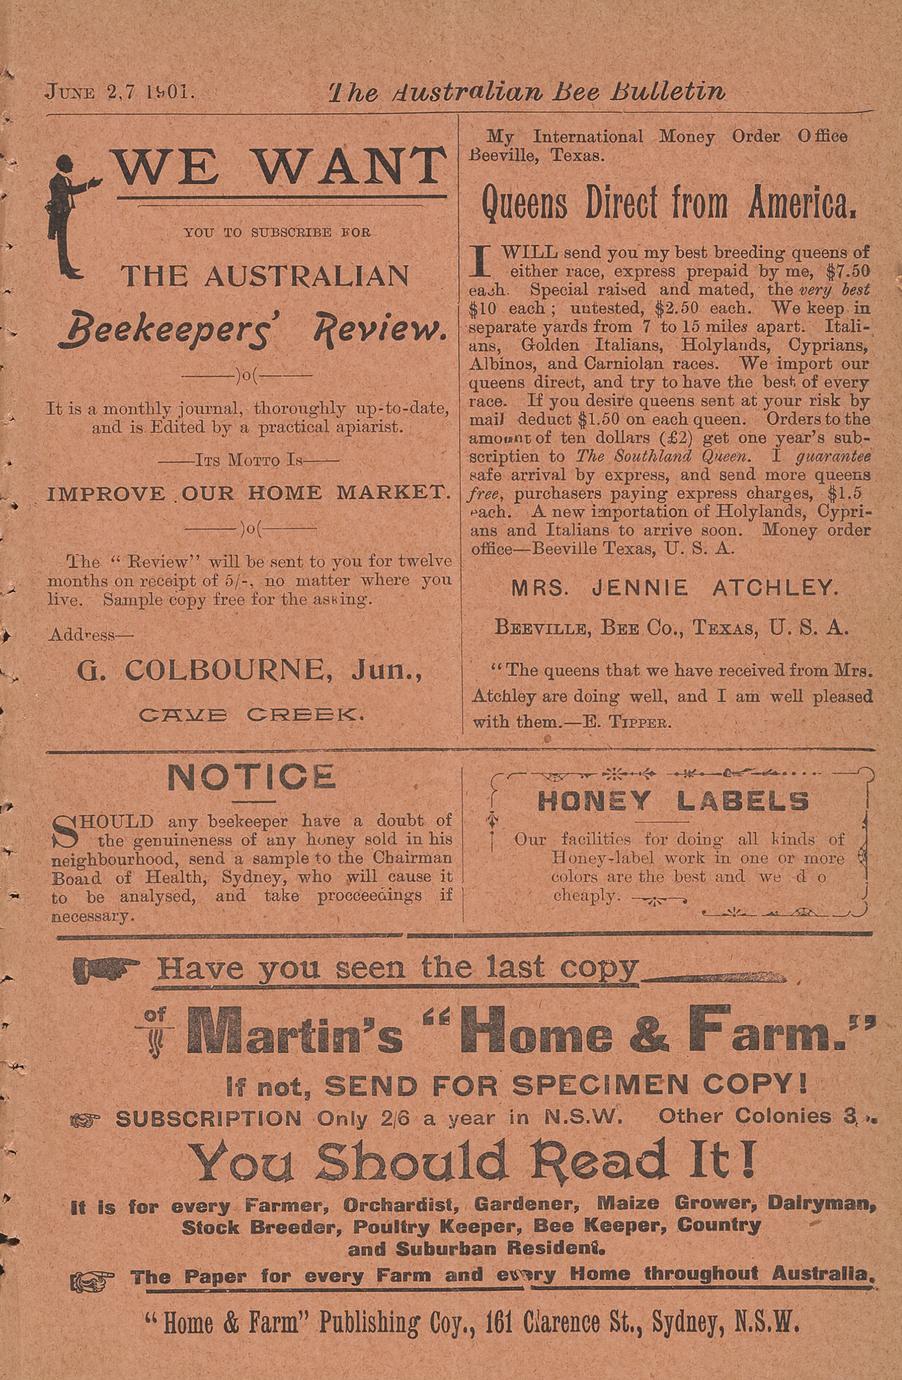 JUNE 2,7 1901.
The Australian Bee Bulletin
WE WANT
YOU TO SUBSCRIBE FOR
THE AUSTRALIAN
Beekeepers' Review.
——)o(——
It is a monthly journal, thoroughly up-to-date,
and is Edited by a practical apiarist.
——ITS MOTTO IS——
IMPROVE OUR HOME MARKET.
——)o(——
The “ Review” will be sent to you for twelve
months on receipt of 5/-, no matter where you
live. Sample copy free for the asking.
Address—
G. COLBOURNE, Jun.,
CAVE CREEK.
My International Money Order Office
Beeville, Texas.
Queens Direct from America.
I WILL send you my best breeding queens of
either race, express prepaid by me, $7.50
each. Special raised and mated, the very best
$10 each ; untested, $2.50 each. We keep in
separate yards from 7 to 15 miles apart. Itali-
ans, Golden Italians, Holylands, Cyprians,
Albinos, and Carniolan races. We import our
queens direct, and try to have the best of every
race. If you desire queens sent at your risk by
mail deduct $1.50 on each queen. Orders to the
amount of ten dollars (£2) get one year's sub-
scriptien to The Southland Queen. I guarantee
safe arrival by express, and send more queens
free, purchasers paying express charges, $1.5
each. A new importation of Holylands, Cypri-
ans and Italians to arrive soon. Money order
office—Beeville Texas, U. S. A.
MRS. JENNIE ATCHLEY.
BEEVILLE, BEE CO., TEXAS, U. S. A.
“The queens that we have received from Mrs.
Atchley are doing well, and I am well pleased
with them.—E. TIPPER.
NOTICE
SHOULD any beekeeper have a doubt of
the genuineness of any honey sold in his
neighbourhood, send a sample to the Chairman
Board of Health, Sydney, who will cause it
to be analysed, and take procceedings if
necessary.
HONEY LABELS
Our facilities for doing all kinds of
Honey-label work in one or more
colors are the best and we do
cheaply.
Have you seen the last copy
of Martin's “Home & Farm.”
If not, SEND FOR SPECIMEN COPY!
SUBSCRIPTION Only 2/6 a year in N.S.W. Other Colonies 3
You Should Read It!
It is for every Farmer, Orchardist, Gardener, Maize Grower, Dairyman,
Stock Breeder, Poultry Keeper, Bee Keeper, Country
and Suburban Resident.
The Paper for every Farm and every Home throughout Australia.
“Home & Farm” Publishing Coy., 161 Clarence St., Sydney, N.S.W.